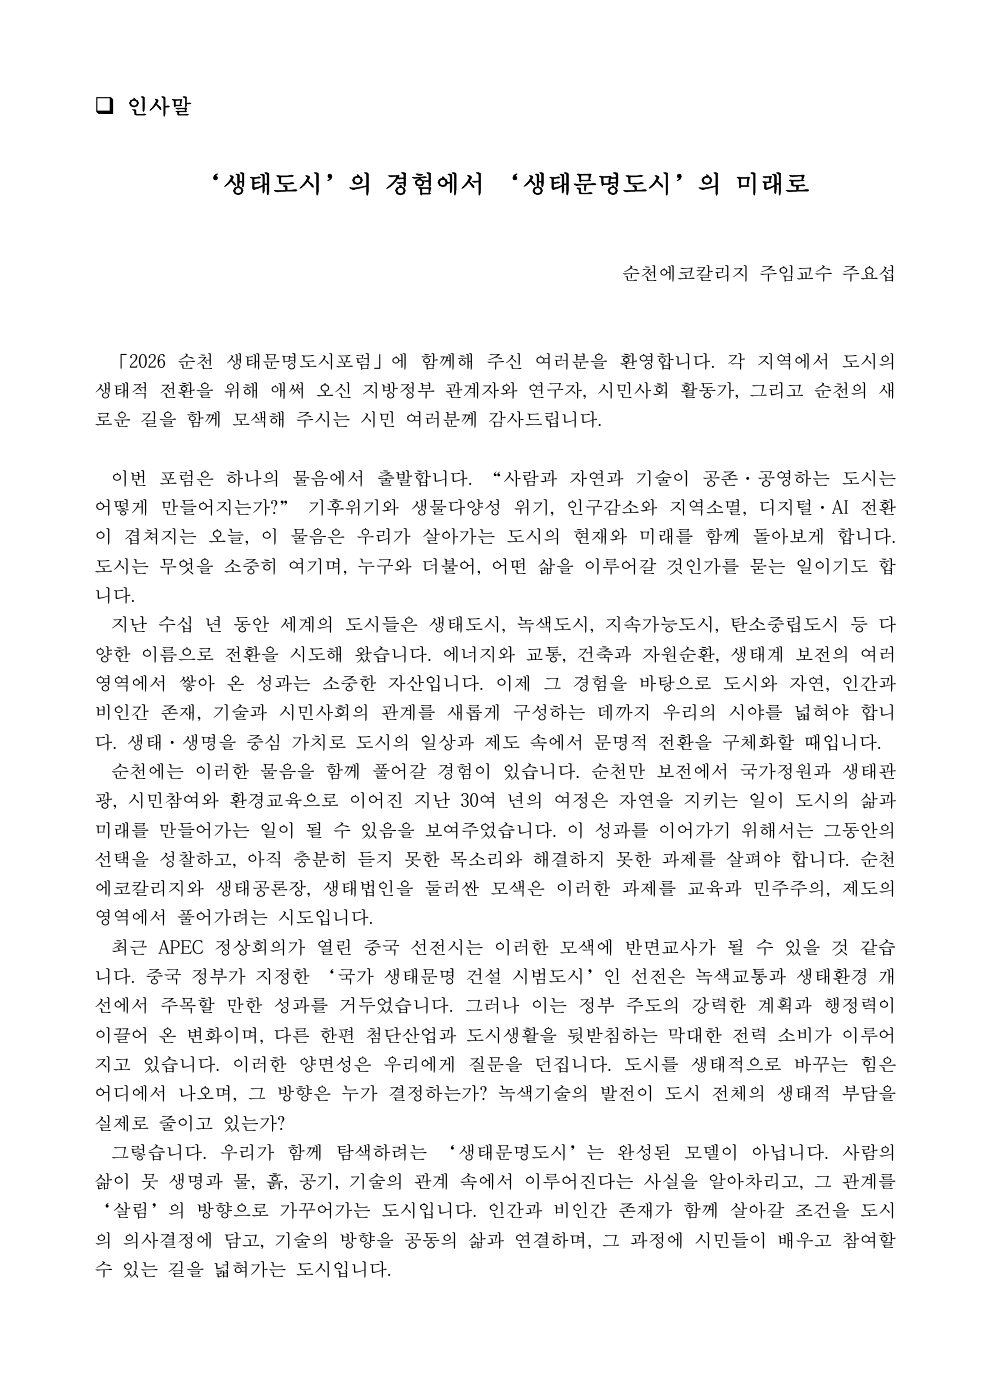 ❏ 인사말
‘생태도시’의 경험에서 ‘생태문명도시’의 미래로
순천에코칼리지 주임교수 주요섭
「2026 순천 생태문명도시포럼」에 함께해 주신 여러분을 환영합니다. 각 지역에서 도시의
생태적 전환을 위해 애써 오신 지방정부 관계자와 연구자, 시민사회 활동가, 그리고 순천의 새
로운 길을 함께 모색해 주시는 시민 여러분께 감사드립니다.
이번 포럼은 하나의 물음에서 출발합니다. “사람과 자연과 기술이 공존·공영하는 도시는
어떻게 만들어지는가?” 기후위기와 생물다양성 위기, 인구감소와 지역소멸, 디지털·AI 전환
이 겹쳐지는 오늘, 이 물음은 우리가 살아가는 도시의 현재와 미래를 함께 돌아보게 합니다.
도시는 무엇을 소중히 여기며, 누구와 더불어, 어떤 삶을 이루어갈 것인가를 묻는 일이기도 합
니다.
지난 수십 년 동안 세계의 도시들은 생태도시, 녹색도시, 지속가능도시, 탄소중립도시 등 다
양한 이름으로 전환을 시도해 왔습니다. 에너지와 교통, 건축과 자원순환, 생태계 보전의 여러
영역에서 쌓아 온 성과는 소중한 자산입니다. 이제 그 경험을 바탕으로 도시와 자연, 인간과
비인간 존재, 기술과 시민사회의 관계를 새롭게 구성하는 데까지 우리의 시야를 넓혀야 합니
다. 생태·생명을 중심 가치로 도시의 일상과 제도 속에서 문명적 전환을 구체화할 때입니다.
순천에는 이러한 물음을 함께 풀어갈 경험이 있습니다. 순천만 보전에서 국가정원과 생태관
광, 시민참여와 환경교육으로 이어진 지난 30여 년의 여정은 자연을 지키는 일이 도시의 삶과
미래를 만들어가는 일이 될 수 있음을 보여주었습니다. 이 성과를 이어가기 위해서는 그동안의
선택을 성찰하고, 아직 충분히 듣지 못한 목소리와 해결하지 못한 과제를 살펴야 합니다. 순천
에코칼리지와 생태공론장, 생태법인을 둘러싼 모색은 이러한 과제를 교육과 민주주의, 제도의
영역에서 풀어가려는 시도입니다.
최근 APEC 정상회의가 열린 중국 선전시는 이러한 모색에 반면교사가 될 수 있을 것 같습
니다. 중국 정부가 지정한 ‘국가 생태문명 건설 시범도시’인 선전은 녹색교통과 생태환경 개
선에서 주목할 만한 성과를 거두었습니다. 그러나 이는 정부 주도의 강력한 계획과 행정력이
이끌어 온 변화이며, 다른 한편 첨단산업과 도시생활을 뒷받침하는 막대한 전력 소비가 이루어
지고 있습니다. 이러한 양면성은 우리에게 질문을 던집니다. 도시를 생태적으로 바꾸는 힘은
어디에서 나오며, 그 방향은 누가 결정하는가? 녹색기술의 발전이 도시 전체의 생태적 부담을
실제로 줄이고 있는가?
그렇습니다. 우리가 함께 탐색하려는 ‘생태문명도시’는 완성된 모델이 아닙니다. 사람의
삶이 뭇 생명과 물, 흙, 공기, 기술의 관계 속에서 이루어진다는 사실을 알아차리고, 그 관계를
‘살림’의 방향으로 가꾸어가는 도시입니다. 인간과 비인간 존재가 함께 살아갈 조건을 도시
의 의사결정에 담고, 기술의 방향을 공동의 삶과 연결하며, 그 과정에 시민들이 배우고 참여할
수 있는 길을 넓혀가는 도시입니다.